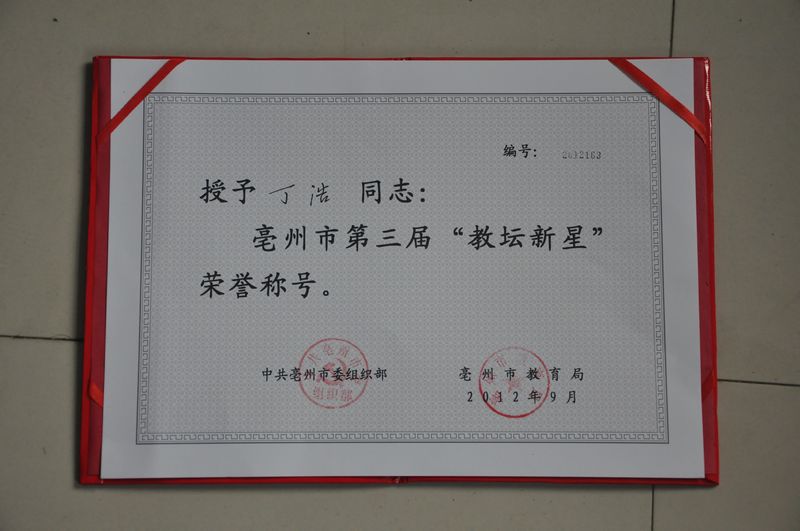 编号: 2012163
授予 丁浩 同志:
亳州市第三届“教坛新星”
荣誉称号。
中共亳州市委组织部 亳州市教育局
2012年9月